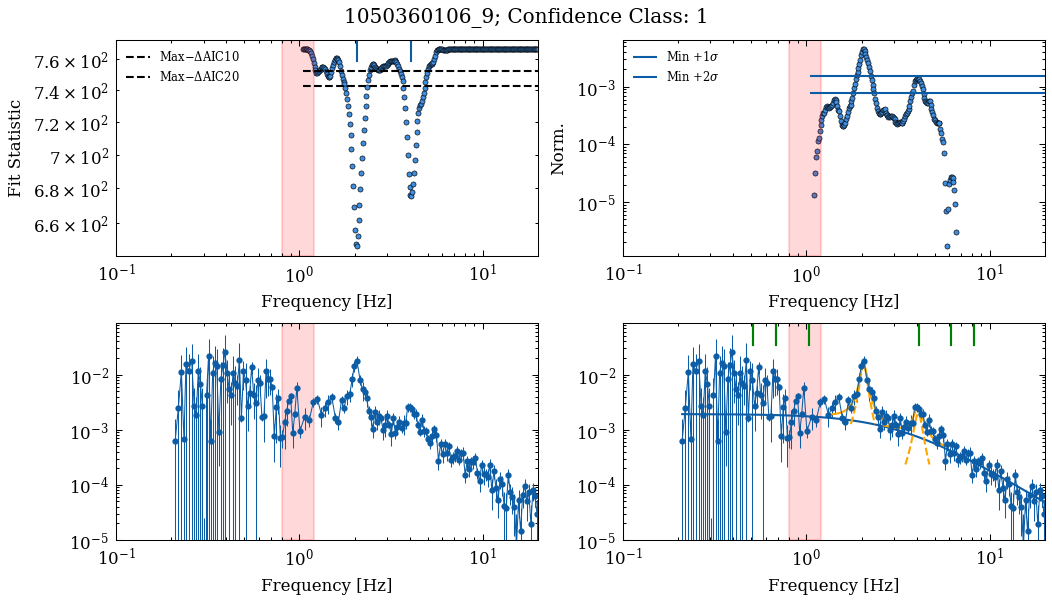 1050360106_9; Confidence Class: 1
Fit Statistic
7.6 × 10²
7.4 × 10²
7.2 × 10²
7 × 10²
6.8 × 10²
6.6 × 10²
Max−ΔAIC10
Max−ΔAIC20
10⁻¹
10⁰
10¹
Frequency [Hz]
Norm.
10⁻³
10⁻⁴
10⁻⁵
Min +1σ
Min +2σ
10⁻¹
10⁰
10¹
Frequency [Hz]
10⁻²
10⁻³
10⁻⁴
10⁻⁵
10⁻¹
10⁰
10¹
Frequency [Hz]
10⁻²
10⁻³
10⁻⁴
10⁻⁵
10⁻¹
10⁰
10¹
Frequency [Hz]